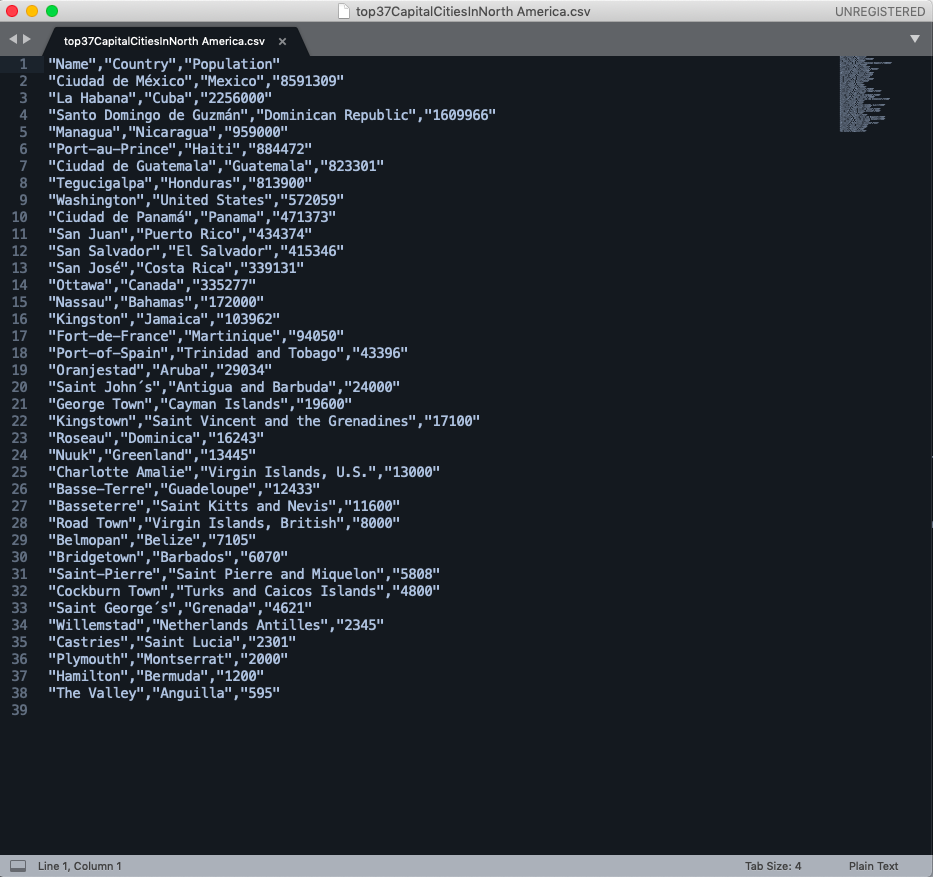 top37CapitalCitiesInNorth America.csv
UNREGISTERED
top37CapitalCitiesInNorth America.csv ×
1 "Name","Country","Population"
2 "Ciudad de México","Mexico","8591309"
3 "La Habana","Cuba","2256000"
4 "Santo Domingo de Guzmán","Dominican Republic","1609966"
5 "Managua","Nicaragua","959000"
6 "Port-au-Prince","Haiti","884472"
7 "Ciudad de Guatemala","Guatemala","823301"
8 "Tegucigalpa","Honduras","813900"
9 "Washington","United States","572059"
10 "Ciudad de Panamá","Panama","471373"
11 "San Juan","Puerto Rico","434374"
12 "San Salvador","El Salvador","415346"
13 "San José","Costa Rica","339131"
14 "Ottawa","Canada","335277"
15 "Nassau","Bahamas","172000"
16 "Kingston","Jamaica","103962"
17 "Fort-de-France","Martinique","94050"
18 "Port-of-Spain","Trinidad and Tobago","43396"
19 "Oranjestad","Aruba","29034"
20 "Saint John´s","Antigua and Barbuda","24000"
21 "George Town","Cayman Islands","19600"
22 "Kingstown","Saint Vincent and the Grenadines","17100"
23 "Roseau","Dominica","16243"
24 "Nuuk","Greenland","13445"
25 "Charlotte Amalie","Virgin Islands, U.S.","13000"
26 "Basse-Terre","Guadeloupe","12433"
27 "Basseterre","Saint Kitts and Nevis","11600"
28 "Road Town","Virgin Islands, British","8000"
29 "Belmopan","Belize","7105"
30 "Bridgetown","Barbados","6070"
31 "Saint-Pierre","Saint Pierre and Miquelon","5808"
32 "Cockburn Town","Turks and Caicos Islands","4800"
33 "Saint George´s","Grenada","4621"
34 "Willemstad","Netherlands Antilles","2345"
35 "Castries","Saint Lucia","2301"
36 "Plymouth","Montserrat","2000"
37 "Hamilton","Bermuda","1200"
38 "The Valley","Anguilla","595"
39
Line 1, Column 1
Tab Size: 4
Plain Text